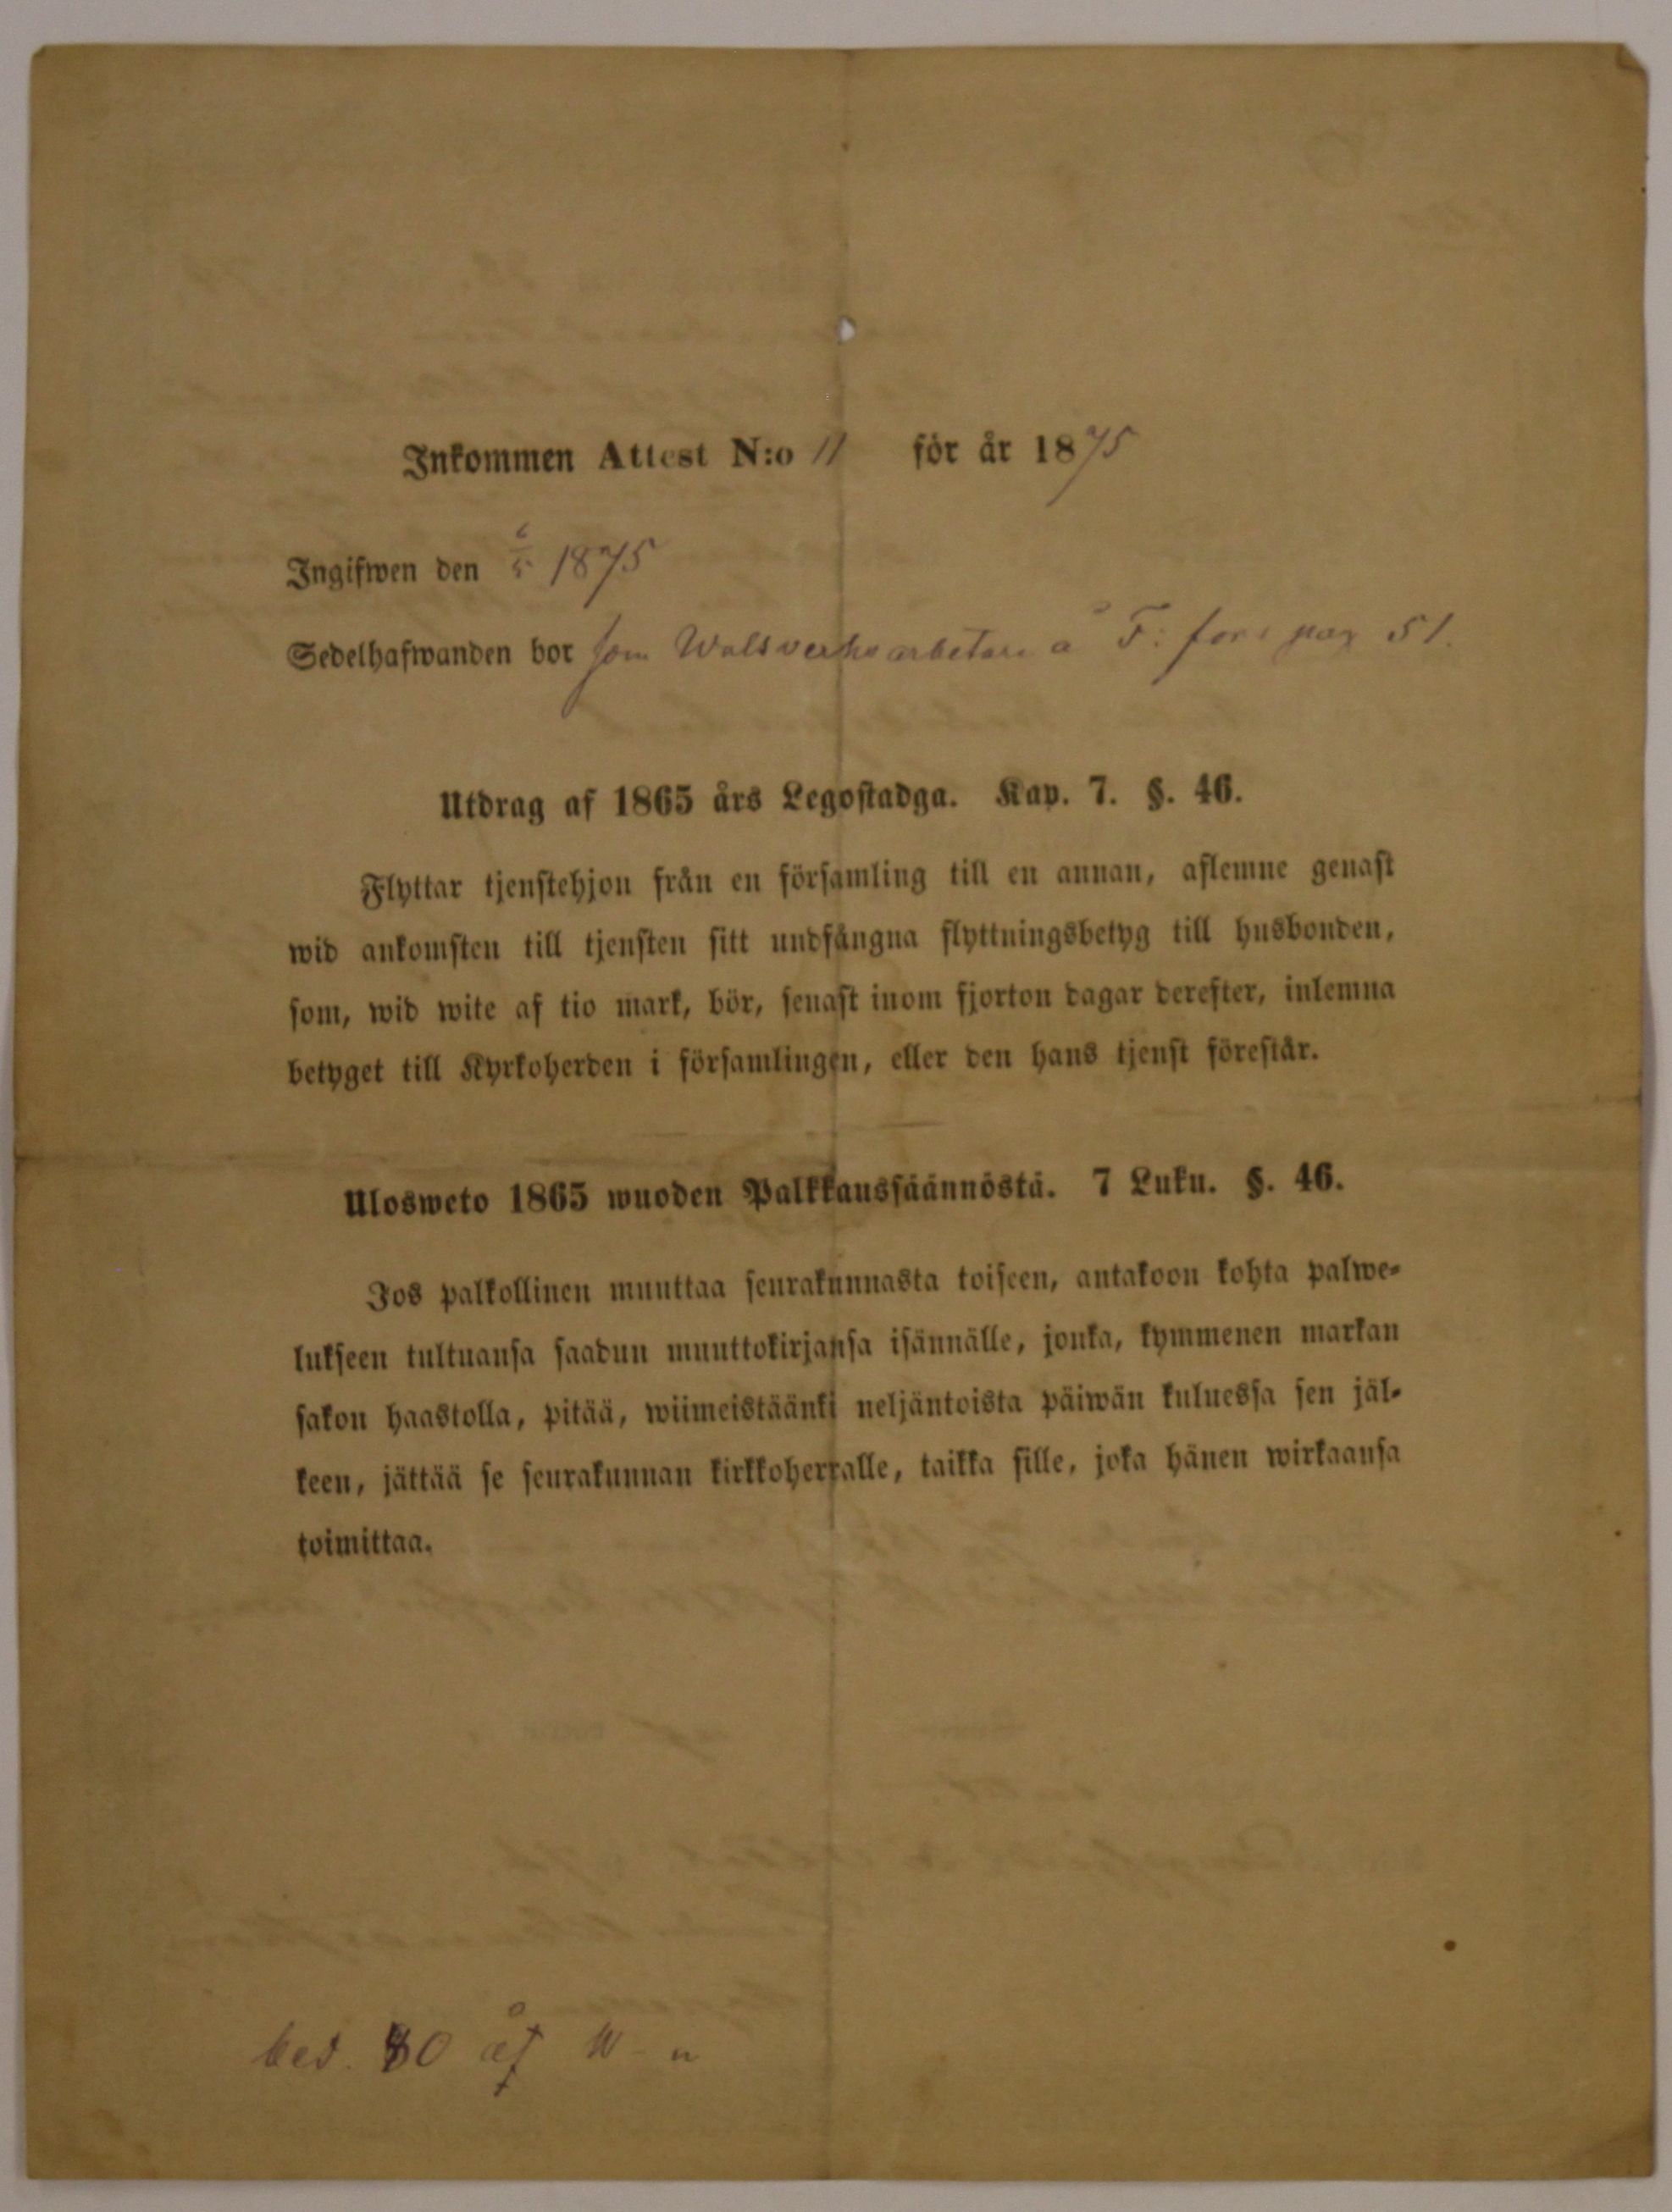 Inkommen Attest N:o 11 för år 1875
Ingifwen den 6/5 1875
Sedelhafwanden bor som Walsverksarbetare å F: fors pag 51.
Utdrag af 1865 års Legostadga. Kap. 7. §. 46.
Flyttar tjenstehjon från en församling till en annan, aflemne genast
wid ankomsten till tjensten sitt undfångna flyttningsbetyg till husbonden,
som, wid wite af tio mark, bör, senast inom fjorton dagar derefter, inlemna
betyget till Kyrkoherden i församlingen, eller den hans tjenst förestår.
Ulosweto 1865 wuoden Palkkaussäännöstä. 7 Luku. §. 46.
Jos palkollinen muuttaa seurakunnasta toiseen, antakoon kohta palwe-
lukseen tultuansa saadun muuttokirjansa isännälle, jonka, kymmenen markan
sakon haastolla, pitää, wiimeistäänki neljäntoista päiwän kuluessa sen jäl-
keen, jättää se seurakunnan kirkkoherralle, taikka sille, joka hänen wirkaansa
toimittaa.
bet. 80 åt W-n